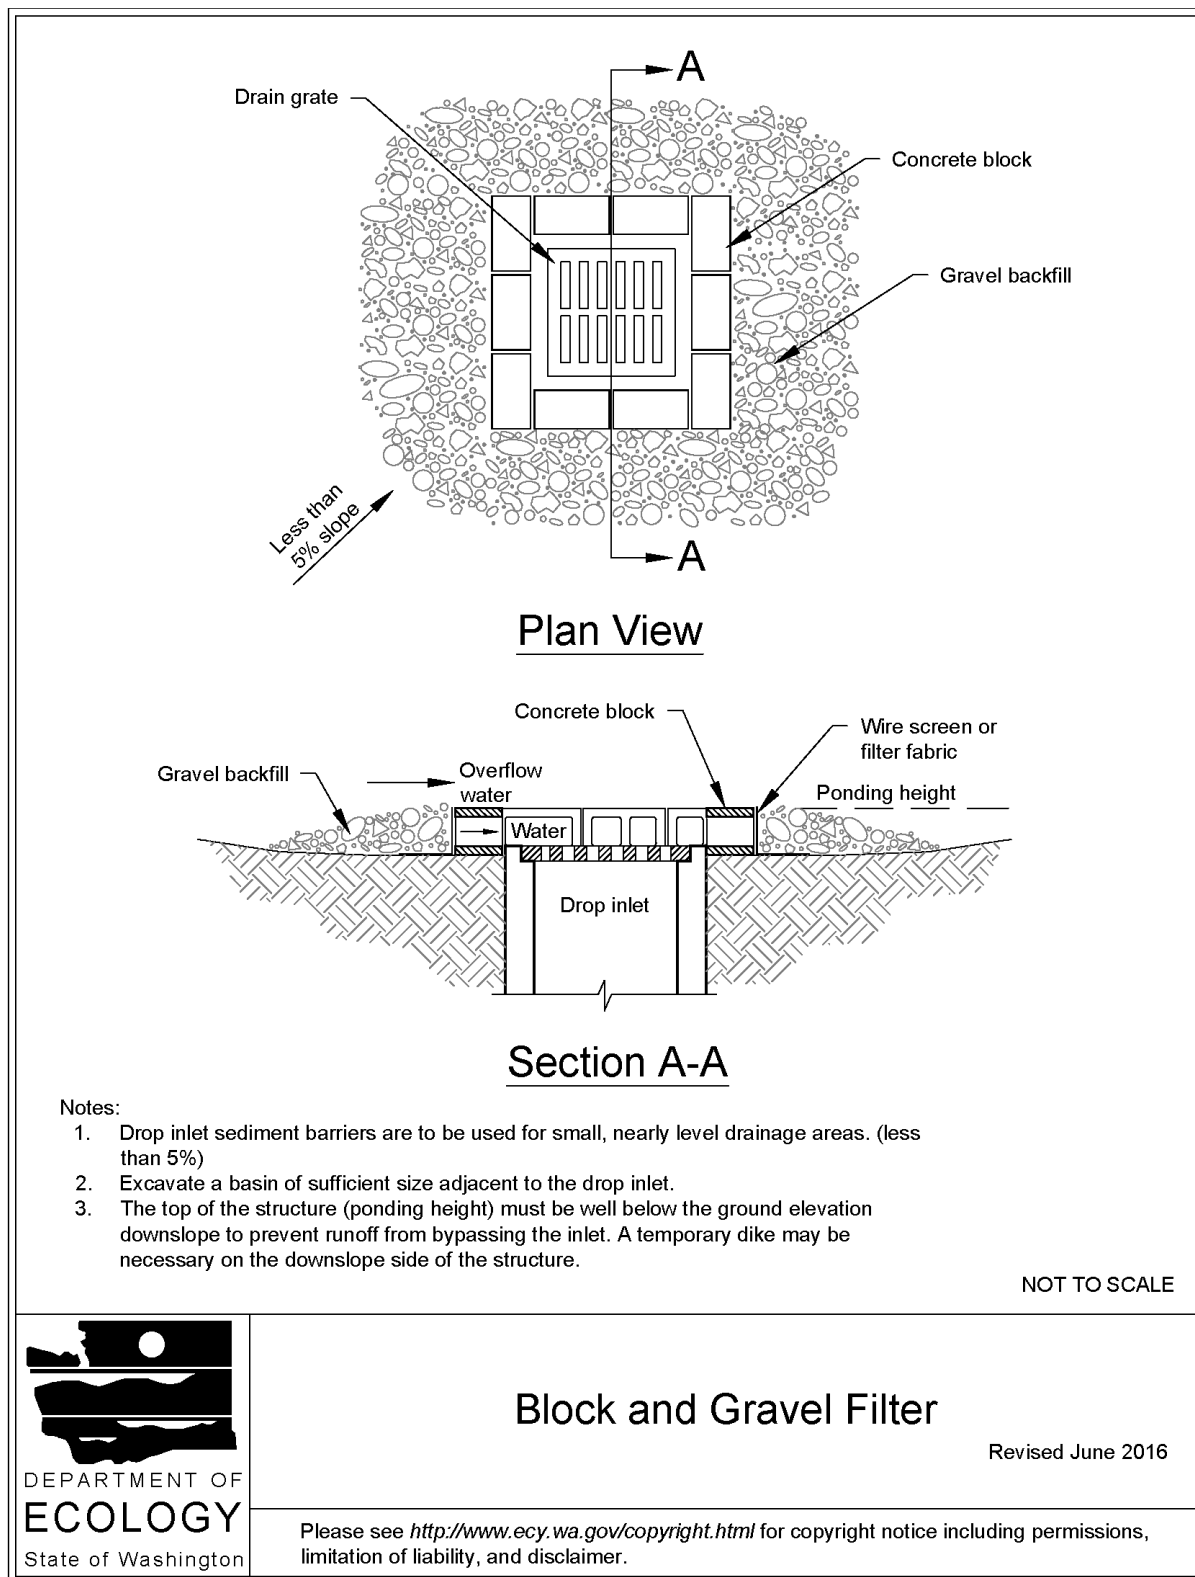 A
Drain grate
Concrete block
Gravel backfill
Less than
5% slope
A
Plan View
Concrete block
Wire screen or
filter fabric
Gravel backfill
Overflow
water
Ponding height
Water
Drop inlet
Section A-A
Notes:
1. Drop inlet sediment barriers are to be used for small, nearly level drainage areas. (less
than 5%)
2. Excavate a basin of sufficient size adjacent to the drop inlet.
3. The top of the structure (ponding height) must be well below the ground elevation
downslope to prevent runoff from bypassing the inlet. A temporary dike may be
necessary on the downslope side of the structure.
NOT TO SCALE
Block and Gravel Filter
Revised June 2016
DEPARTMENT OF
ECOLOGY
State of Washington
Please see http://www.ecy.wa.gov/copyright.html for copyright notice including permissions,
limitation of liability, and disclaimer.